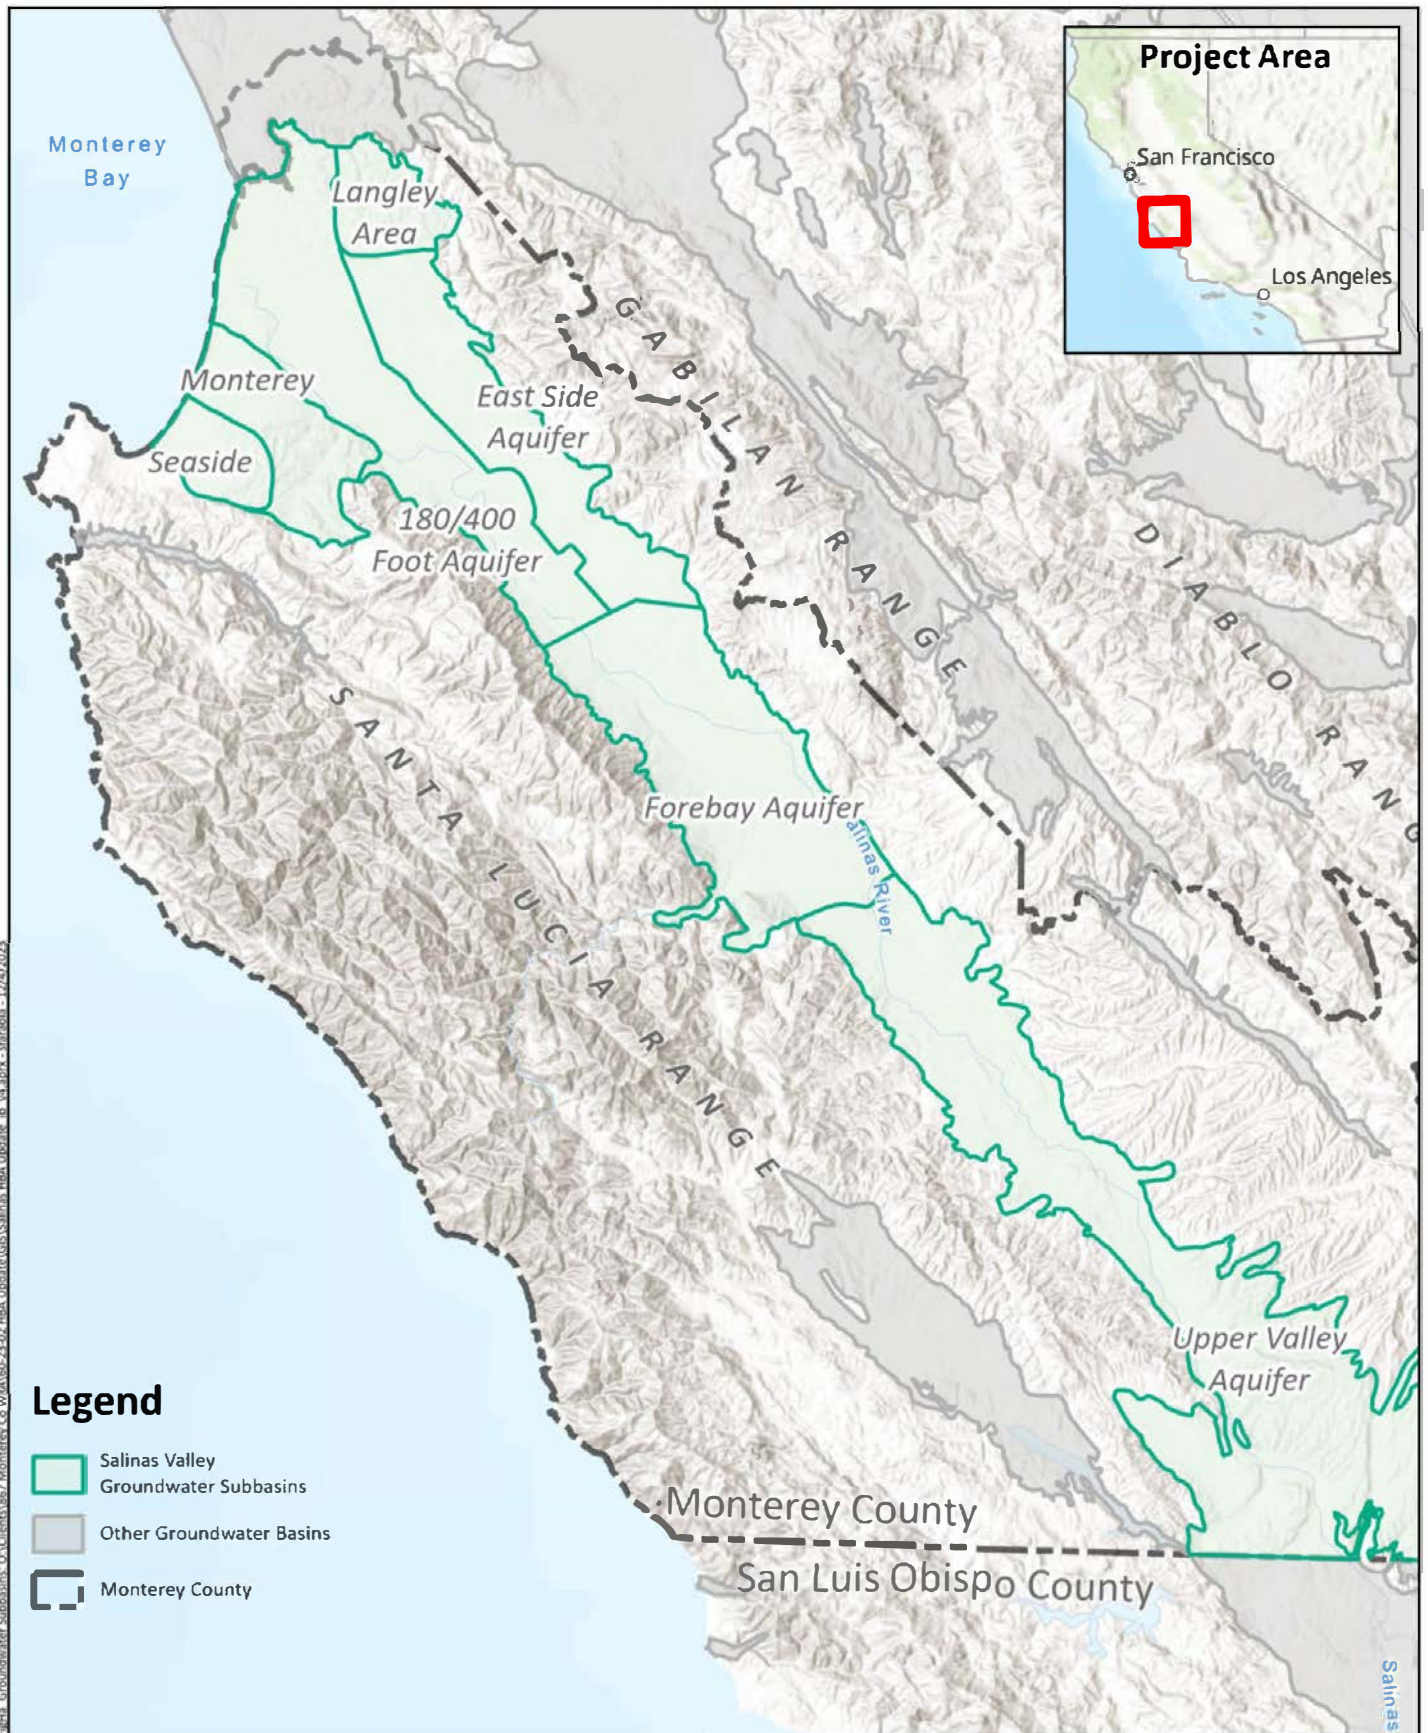 Project Area
San Francisco
Los Angeles
Monterey
Bay
Langley
Area
GABILAN RANGE
Monterey
East Side
Aquifer
Seaside
180/400
Foot Aquifer
DIABLO RANG
SANTA LUCIA RANGE
Forebay Aquifer
alinas River
Upper Valley
Aquifer
Legend
Salinas Valley
Groundwater Subbasins
Other Groundwater Basins
Monterey County
Monterey County
San Luis Obispo County
Salinas